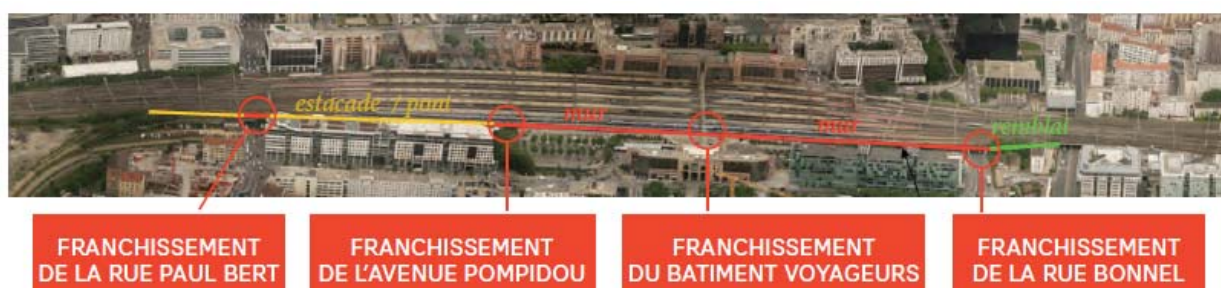 estacade / pont
mur
mur
remblai
FRANCHISSEMENT
DE LA RUE PAUL BERT
FRANCHISSEMENT
DE L'AVENUE POMPIDOU
FRANCHISSEMENT
DU BATIMENT VOYAGEURS
FRANCHISSEMENT
DE LA RUE BONNEL